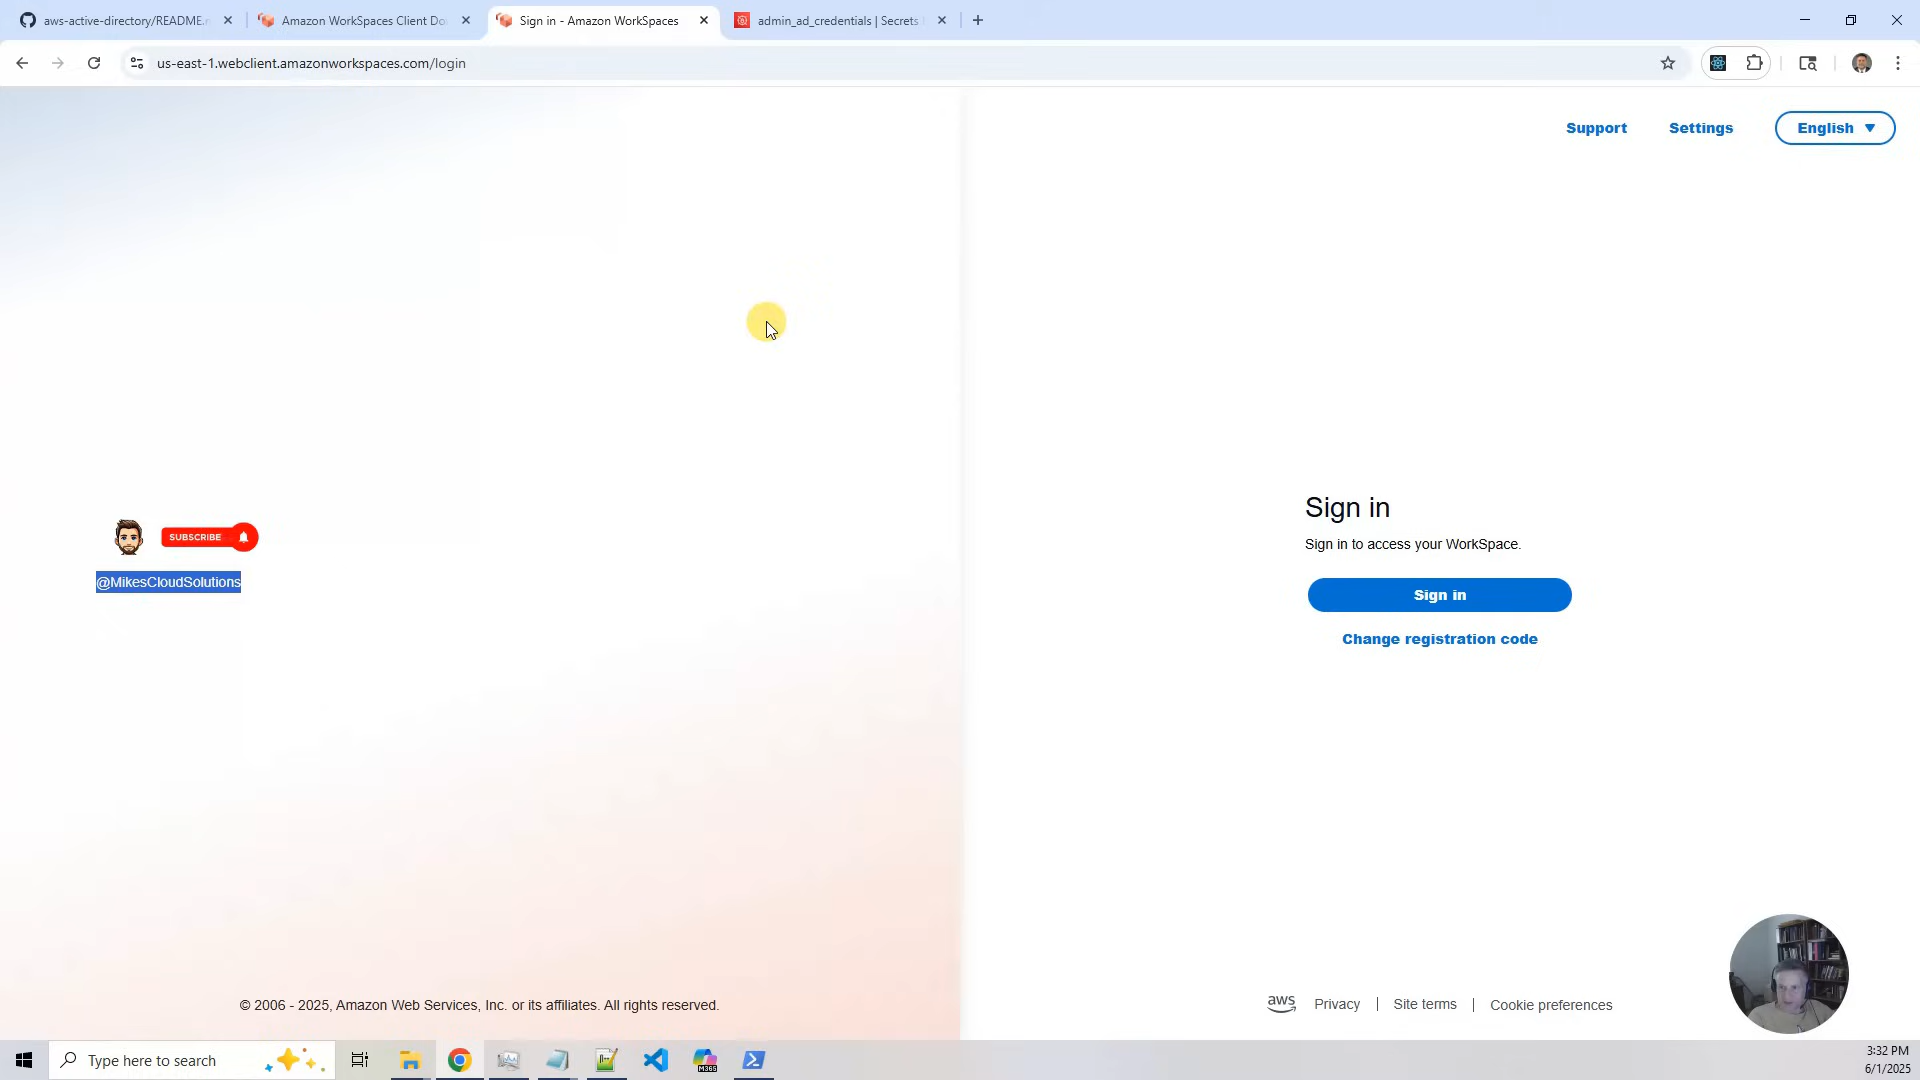 aws-active-directory/README.
Amazon WorkSpaces Client Do
Sign in - Amazon WorkSpaces
admin_ad_credentials | Secrets
us-east-1.webclient.amazonworkspaces.com/login
Support
Settings
English
Sign in
Sign in to access your WorkSpace.
Sign in
Change registration code
SUBSCRIBE
@MikesCloudSolutions
© 2006 - 2025, Amazon Web Services, Inc. or its affiliates. All rights reserved.
aws
Privacy
Site terms
Cookie preferences
Type here to search
M365
3:32 PM
6/1/2025